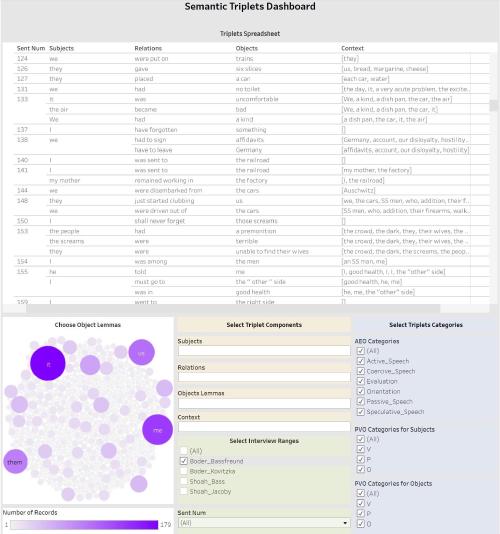 Semantic Triplets Dashboard
Triplets Spreadsheet
Sent Num Subjects Relations Objects Context
124 we were put on trains [they]
126 they gave six slices [us, bread, margarine, cheese]
127 they placed a car [each car, water]
131 we had no toilet [the day, it, a very acute problem, the excite..
133 it was uncomfortable [We, a kind, a dish pan, the car, the air]
the air became bad [We, a kind, a dish pan, the car, it]
We had a kind [a dish pan, the car, it, the air]
137 I have forgotten something []
138 we had to sign affidavits [Germany, account, our disloyality, hostility..
have to leave Germany [affidavits, account, our disloyality, hostility..
140 I was sent to the railroad []
141 I was sent to the railroad [my mother, the factory]
my mother remained working in the factory [I, the railroad]
144 we were disembarked from the cars [Auschwitz]
148 they just started clubbing us [we, the cars, SS men, who, addition, their f..
we were driven out of the cars [SS men, who, addition, their firearms, walk..
150 I shall never forget those screams []
153 the people had a premonition [the crowd, the dark, they, their wives, the ..
the screams were terrible [the crowd, the dark, they, their wives, the ..
they were unable to find their wives [the crowd, the dark, the screams, the peop..
154 I was among the men [an SS man, me]
155 he told me [I, good health, I, I, the "other" side]
I must go to the "other" side [good health, he, me]
was in good health [he, me, the "other" side]
159 I went to the right side []
Choose Object Lemmas
it
us
me
them
Number of Records
1 179
Select Triplet Components
Subjects
Relations
Objects Lemmas
Context
Select Interview Ranges
(All)
Boder_Bassfreund
Boder_Kovitzka
Shoah_Bass
Shoah_Jacoby
Sent Num
(All)
Select Triplets Categories
AEO Categories
(All)
Active_Speech
Coercive_Speech
Evaluation
Orientation
Passive_Speech
Speculative_Speech
PVO Categories for Subjects
(All)
V
P
O
PVO Categories for Objects
(All)
V
P
O